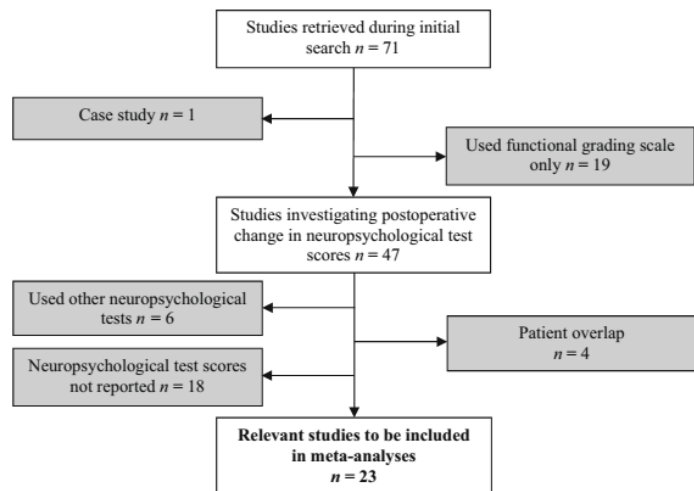 Studies retrieved during initial
search n = 71
Case study n = 1
Used functional grading scale
only n = 19
Studies investigating postoperative
change in neuropsychological test
scores n = 47
Used other neuropsychological
tests n = 6
Patient overlap
n = 4
Neuropsychological test scores
not reported n = 18
Relevant studies to be included
in meta-analyses
n = 23